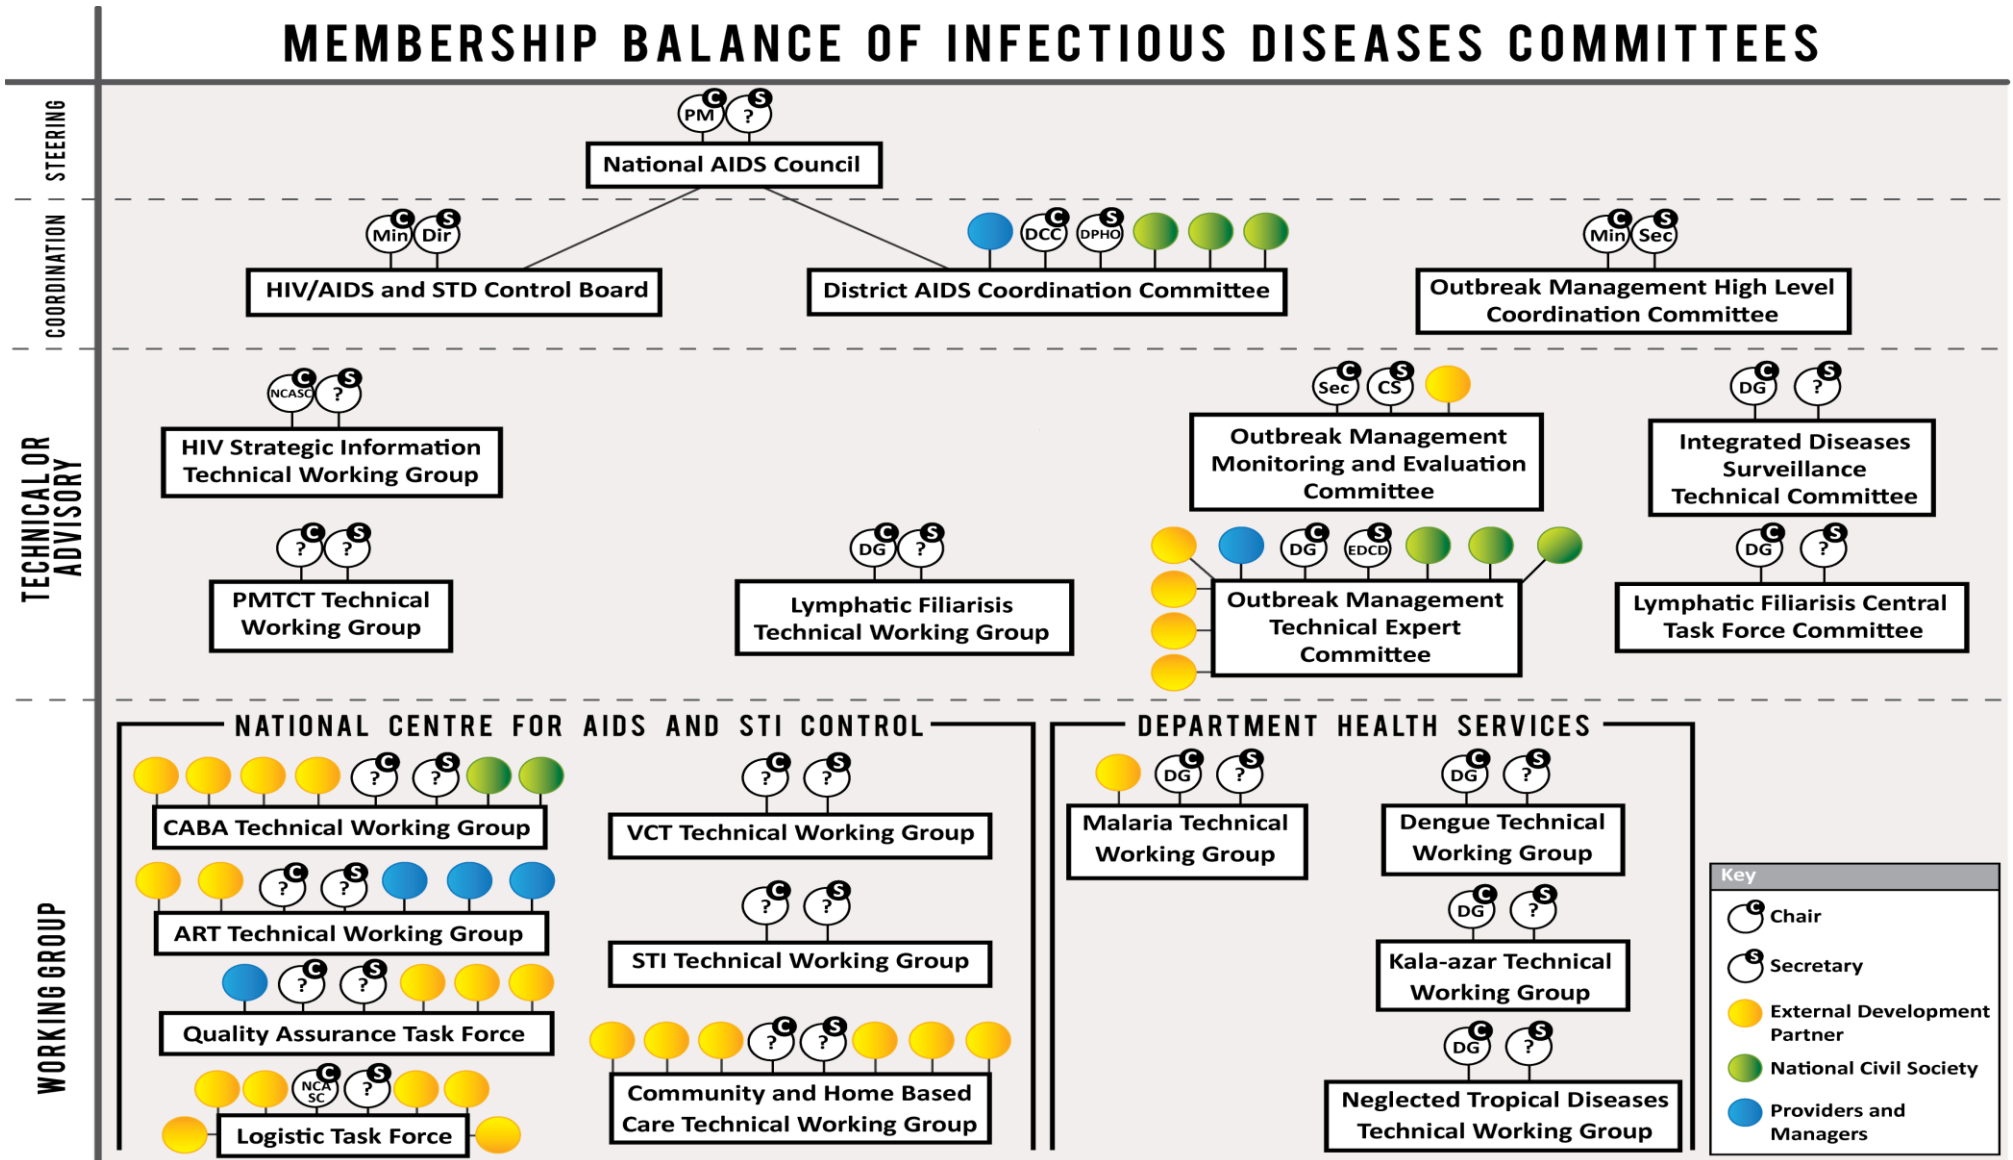 MEMBERSHIP BALANCE OF INFECTIOUS DISEASES COMMITTEES
STEERING
PM C ? S
National AIDS Council
COORDINATION
Min C Dir S
HIV/AIDS and STD Control Board
DCC C DPHO S
District AIDS Coordination Committee
Min C Sec S
Outbreak Management High Level
Coordination Committee
TECHNICAL OR
ADVISORY
NCASC C ? S
HIV Strategic Information
Technical Working Group
Sec C CS S
Outbreak Management
Monitoring and Evaluation
Committee
DG C ? S
Integrated Diseases
Surveillance
Technical Committee
? C ? S
PMTCT Technical
Working Group
DG C ? S
Lymphatic Filiarisis
Technical Working Group
DG C EDCD S
Outbreak Management
Technical Expert
Committee
DG C ? S
Lymphatic Filiarisis Central
Task Force Committee
WORKING GROUP
NATIONAL CENTRE FOR AIDS AND STI CONTROL
? C ? S
CABA Technical Working Group
? C ? S
VCT Technical Working Group
? C ? S
ART Technical Working Group
? C ? S
STI Technical Working Group
? C ? S
Quality Assurance Task Force
? C ? S
Community and Home Based
Care Technical Working Group
NCA
SC C ? S
Logistic Task Force
DEPARTMENT HEALTH SERVICES
DG C ? S
Malaria Technical
Working Group
DG C ? S
Dengue Technical
Working Group
DG C ? S
Kala-azar Technical
Working Group
DG C ? S
Neglected Tropical Diseases
Technical Working Group
Key
C Chair
S Secretary
External Development
Partner
National Civil Society
Providers and
Managers